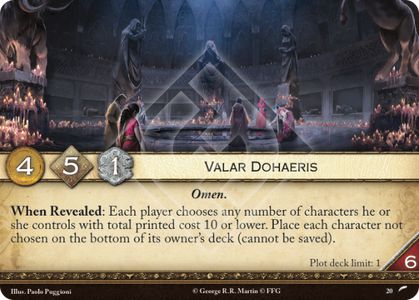 4 5 1 Valar Dohaeris
Omen.
When Revealed: Each player chooses any number of characters he or
she controls with total printed cost 10 or lower. Place each character not
chosen on the bottom of its owner's deck (cannot be saved).
Plot deck limit: 1
6
Illus. Paolo Puggioni © George R.R. Martin © FFG 20